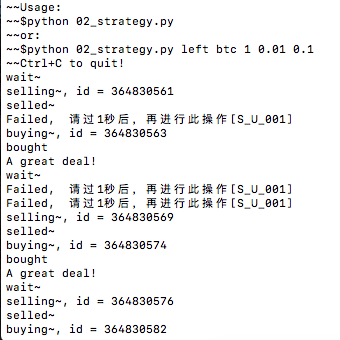 ~~Usage:
~~$python 02_strategy.py
~~or:
~~$python 02_strategy.py left btc 1 0.01 0.1
~~Ctrl+C to quit!
wait~
selling~, id = 364830561
selled~
Failed, 请过1秒后，再进行此操作[S_U_001]
buying~, id = 364830563
bought
A great deal!
wait~
Failed, 请过1秒后，再进行此操作[S_U_001]
Failed, 请过1秒后，再进行此操作[S_U_001]
selling~, id = 364830569
selled~
buying~, id = 364830574
bought
A great deal!
wait~
selling~, id = 364830576
selled~
buying~, id = 364830582